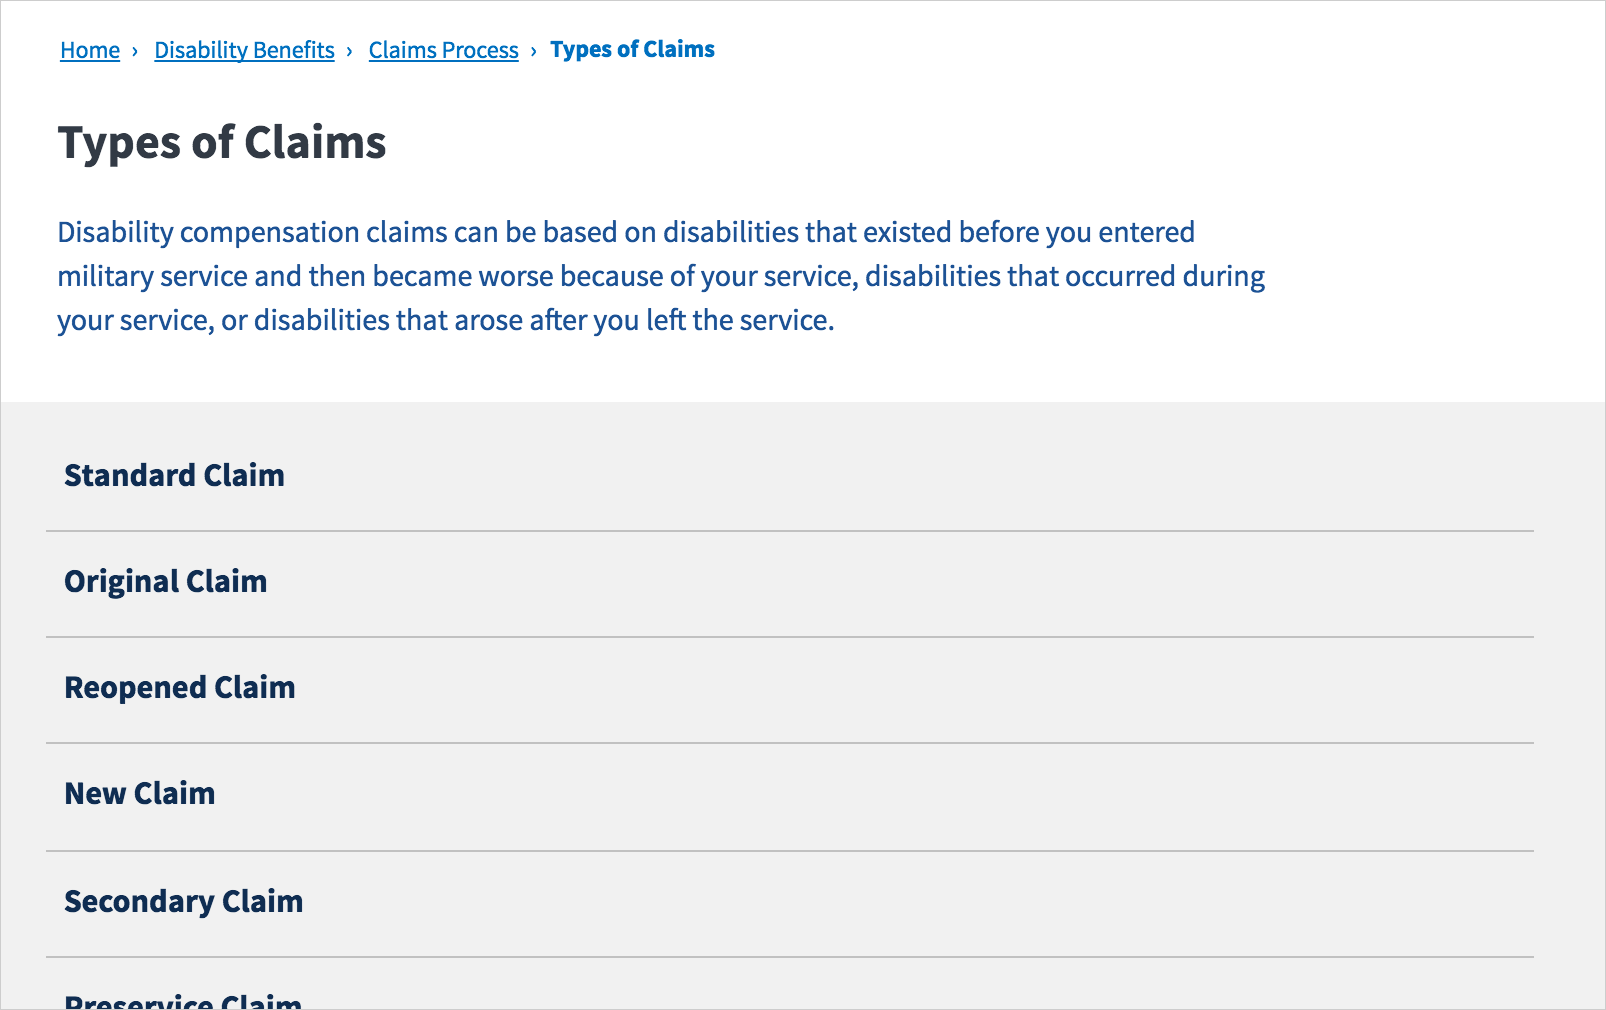 Home › Disability Benefits › Claims Process › Types of Claims
Types of Claims
Disability compensation claims can be based on disabilities that existed before you entered
military service and then became worse because of your service, disabilities that occurred during
your service, or disabilities that arose after you left the service.
Standard Claim
Original Claim
Reopened Claim
New Claim
Secondary Claim
Preservice Claim